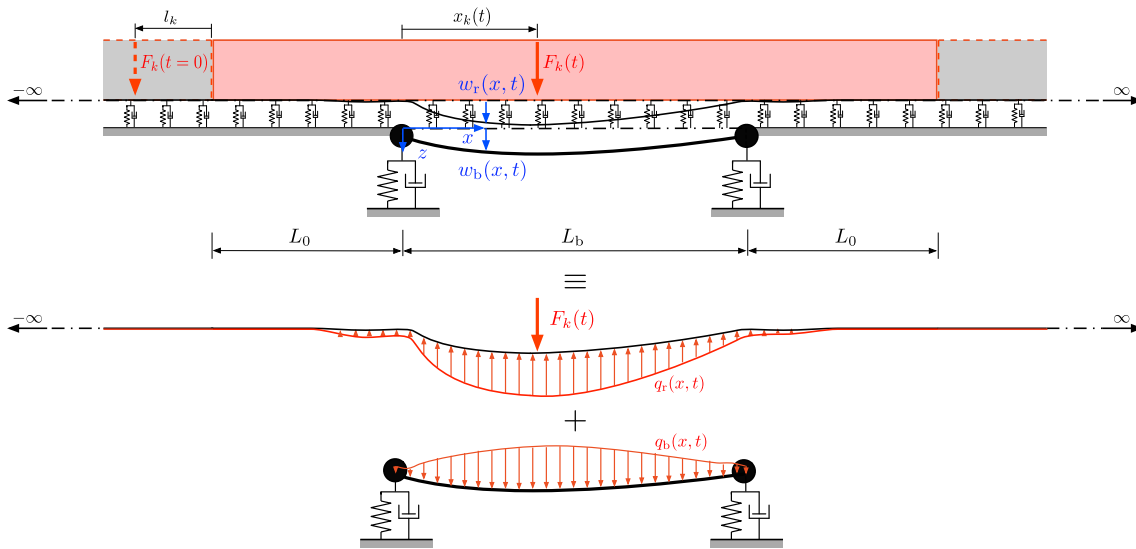 l_k x_k(t)
F_k(t=0) F_k(t)
w_r(x,t)
−∞ ∞
x
z
w_b(x,t)
L_0 L_b L_0
≡
−∞ F_k(t) ∞
q_r(x,t)
+
q_b(x,t)